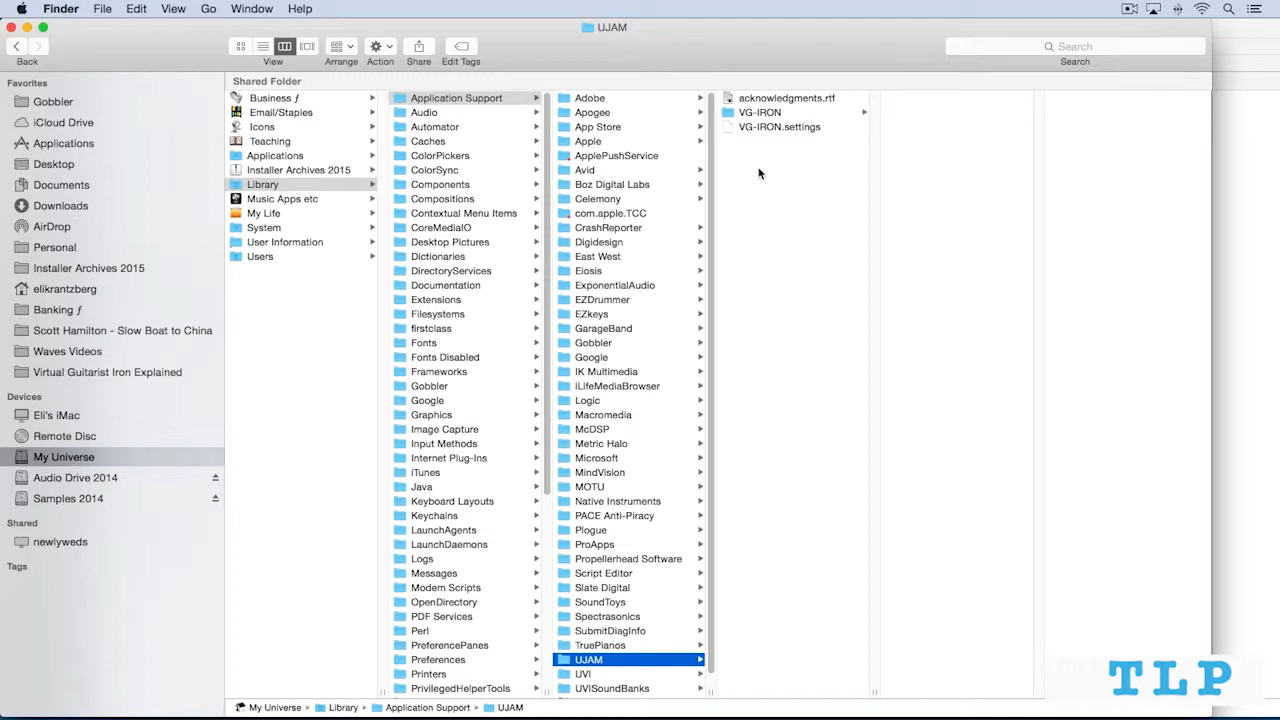 Finder File Edit View Go Window Help
UJAM
Search
Back View Arrange Action Share Edit Tags Search
Shared Folder
Favorites
Gobbler
iCloud Drive
Applications
Desktop
Documents
Downloads
AirDrop
Personal
Installer Archives 2015
elikrantzberg
Banking ƒ
Scott Hamilton - Slow Boat to China
Waves Videos
Virtual Guitarist Iron Explained
Devices
Eli's iMac
Remote Disc
My Universe
Audio Drive 2014
Samples 2014
Shared
newlyweds
Tags
Business ƒ
Email/Staples
Icons
Teaching
Applications
Installer Archives 2015
Library
Music Apps etc
My Life
System
User Information
Users
Application Support
Audio
Automator
Caches
ColorPickers
ColorSync
Components
Compositions
Contextual Menu Items
CoreMediaIO
Desktop Pictures
Dictionaries
DirectoryServices
Documentation
Extensions
Filesystems
firstclass
Fonts
Fonts Disabled
Frameworks
Gobbler
Google
Graphics
Image Capture
Input Methods
Internet Plug-Ins
iTunes
Java
Keyboard Layouts
Keychains
LaunchAgents
LaunchDaemons
Logs
Messages
Modem Scripts
OpenDirectory
PDF Services
Perl
PreferencePanes
Preferences
Printers
PrivilegedHelperTools
Adobe
Apogee
App Store
Apple
ApplePushService
Avid
Boz Digital Labs
Celemony
com.apple.TCC
CrashReporter
Digidesign
East West
Eiosis
ExponentialAudio
EZDrummer
EZkeys
GarageBand
Gobbler
Google
IK Multimedia
iLifeMediaBrowser
Logic
Macromedia
McDSP
Metric Halo
Microsoft
MindVision
MOTU
Native Instruments
PACE Anti-Piracy
Plogue
ProApps
Propellerhead Software
Script Editor
Slate Digital
SoundToys
Spectrasonics
SubmitDiagInfo
TruePianos
UJAM
UVI
UVISoundBanks
acknowledgments.rtf
VG-IRON
VG-IRON.settings
My Universe Library Application Support UJAM
TLP